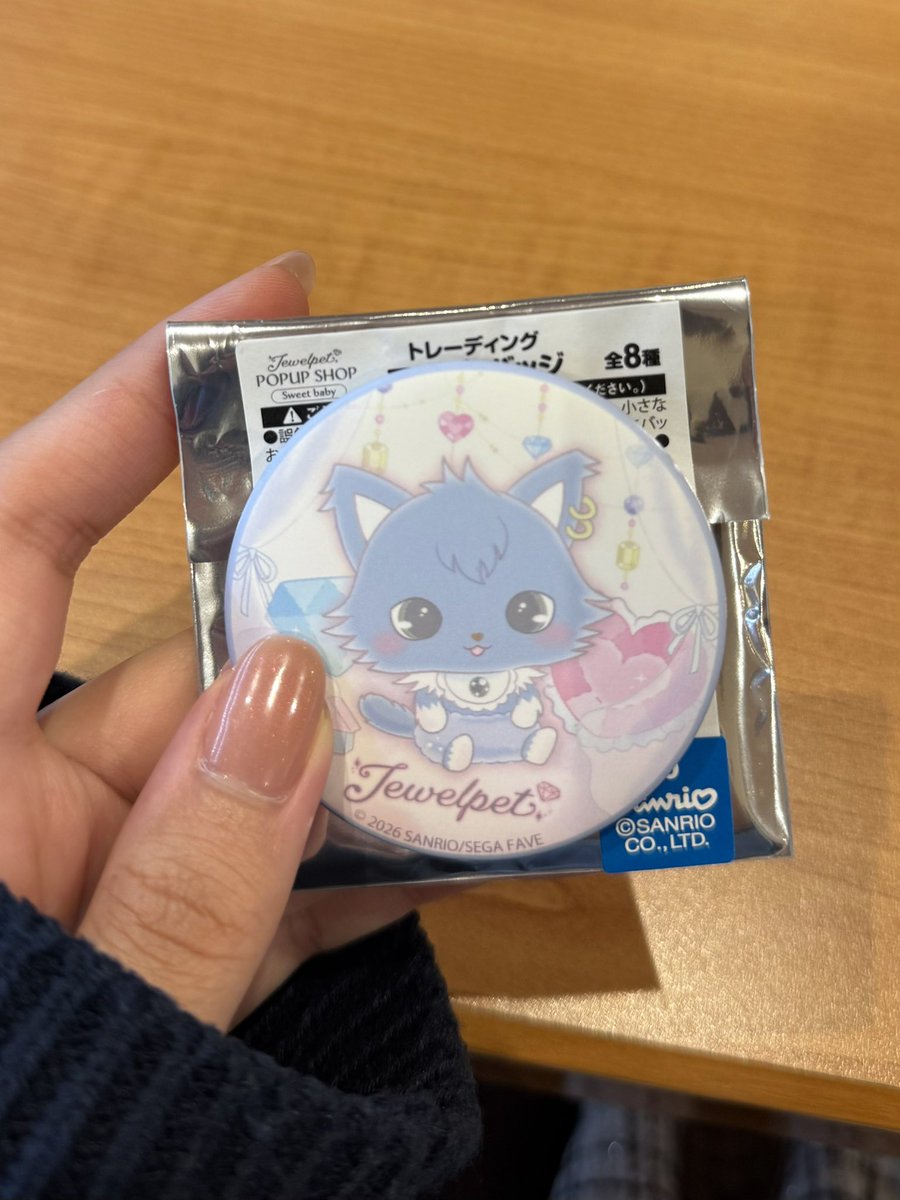 Jewelpet
POPUP SHOP
Sweet baby
トレーディング
バッジ
全8種
ください。)
小さな
Jewelpet
© 2026 SANRIO/SEGA FAVE
©SANRIO
CO.,LTD.